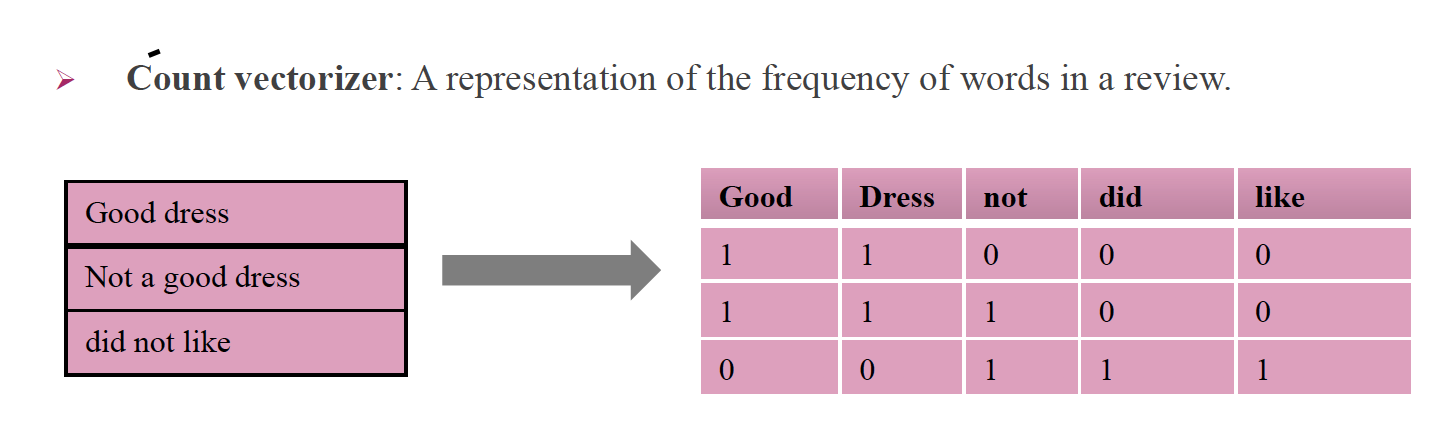 Count vectorizer: A representation of the frequency of words in a review.
Good dress
Not a good dress
did not like
Good Dress not did like
1 1 0 0 0
1 1 1 0 0
0 0 1 1 1